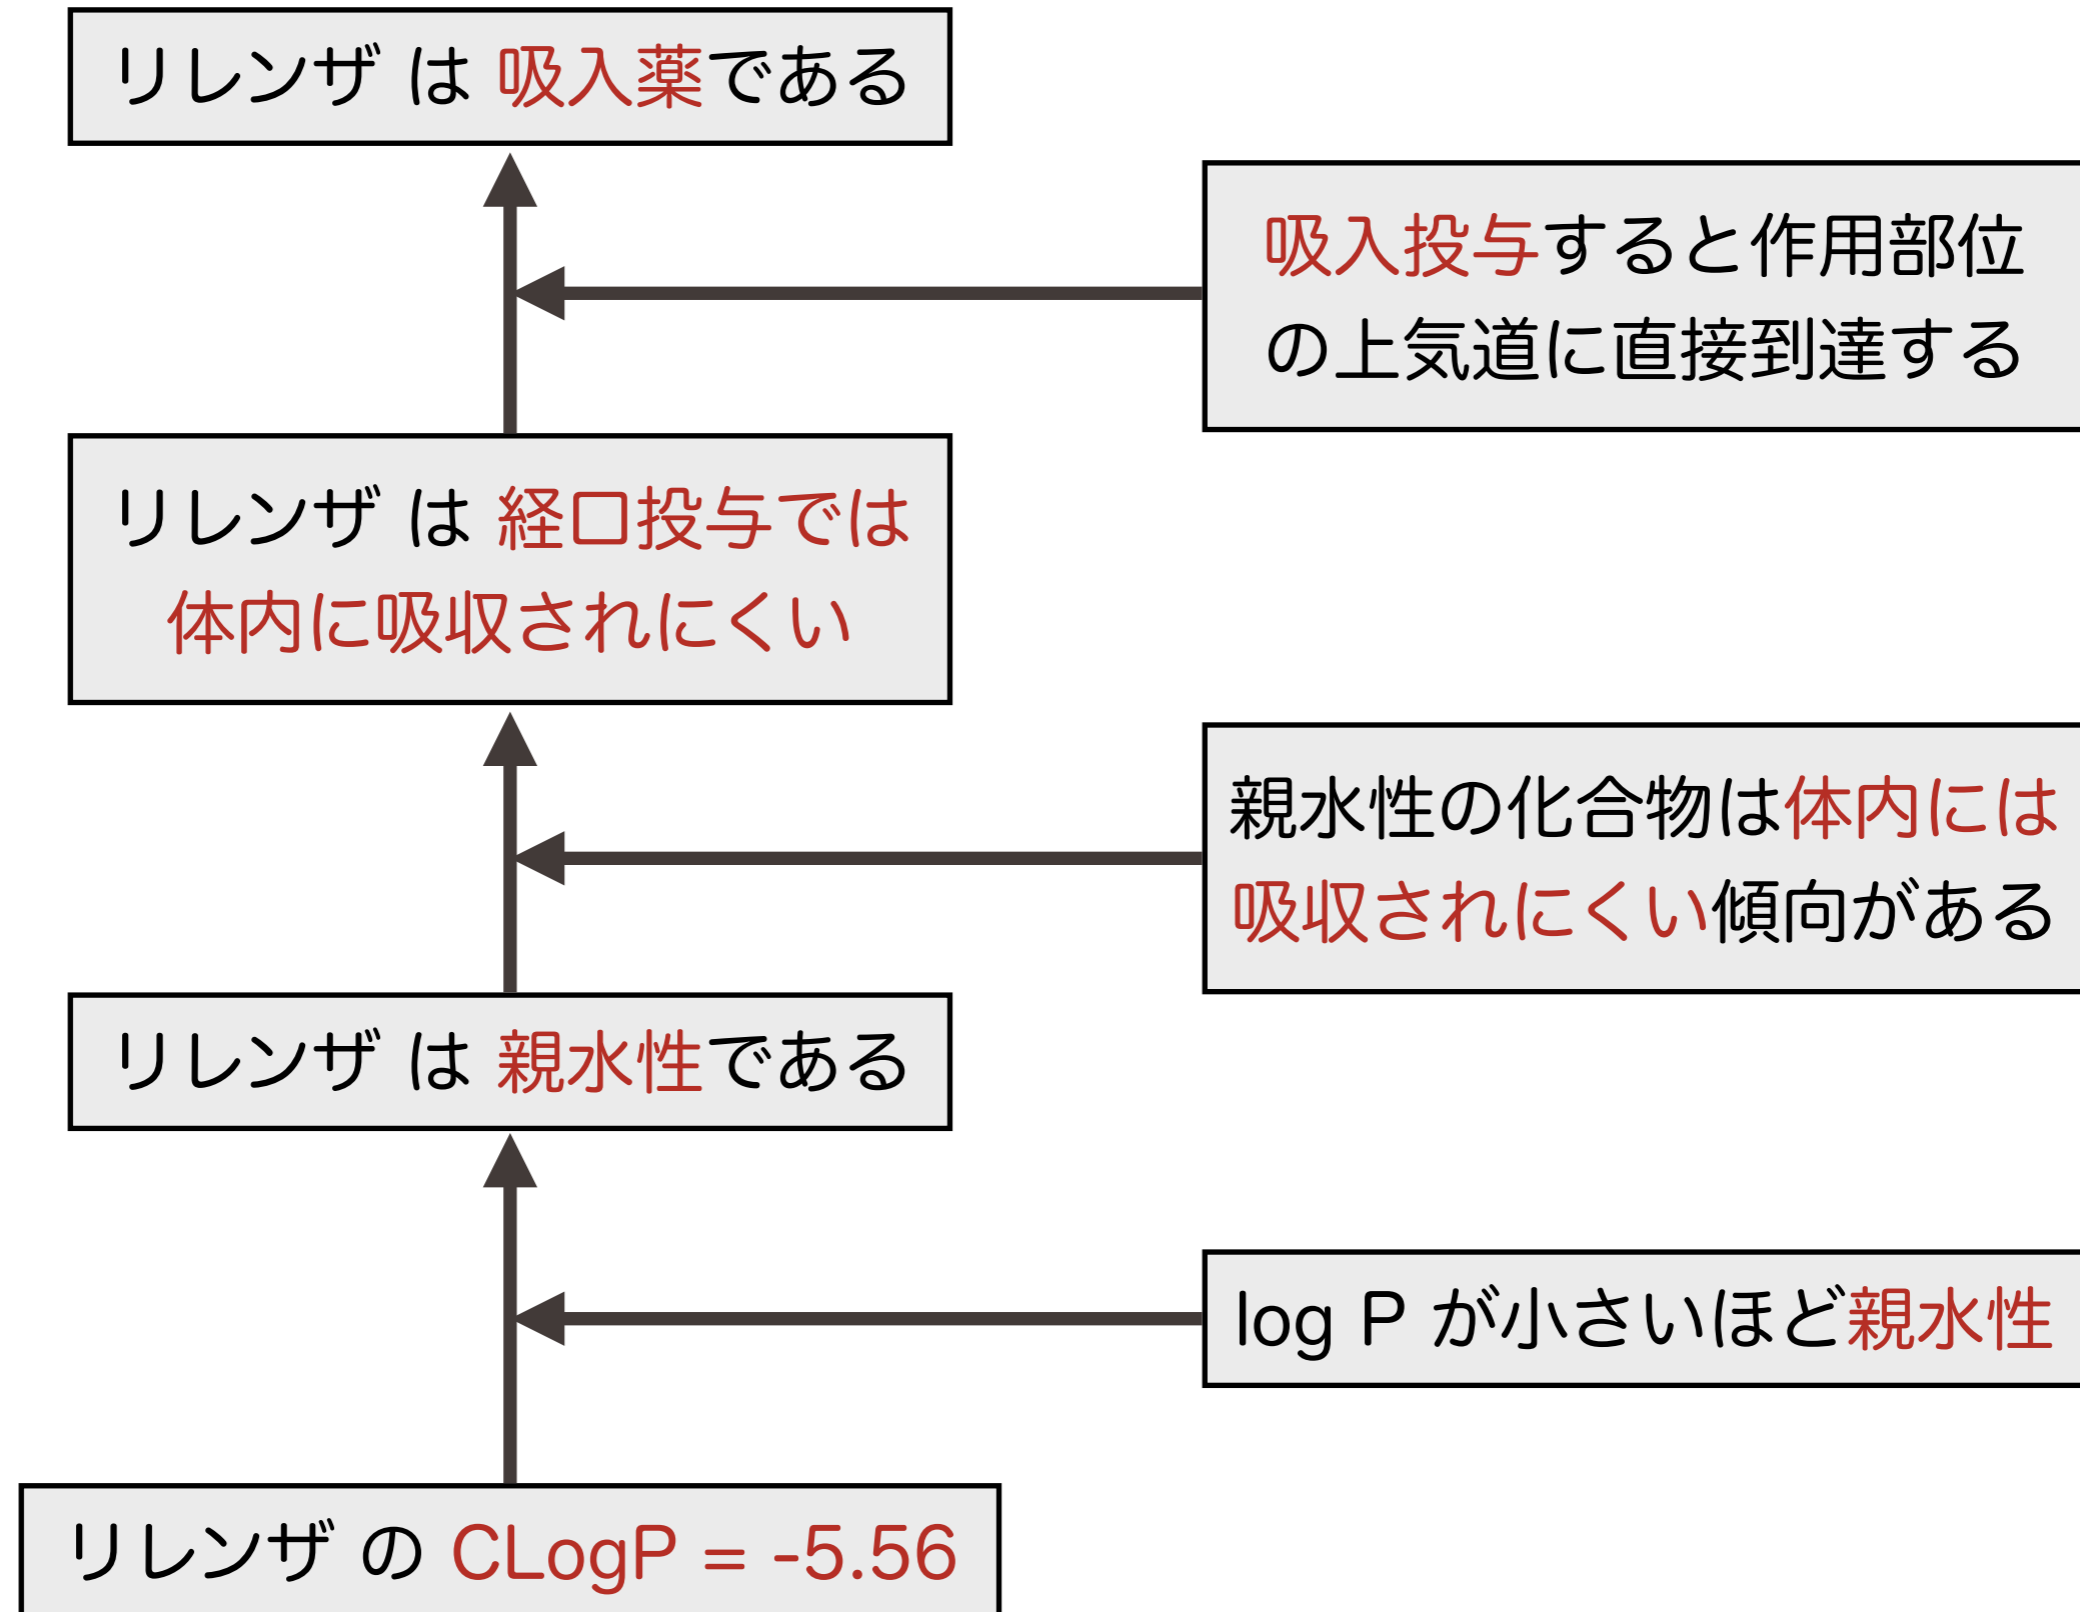 リレンザ は 吸入薬である
吸入投与すると作用部位
の上気道に直接到達する
リレンザ は 経口投与では
体内に吸収されにくい
親水性の化合物は体内には
吸収されにくい傾向がある
リレンザ は 親水性である
log P が小さいほど親水性
リレンザ の CLogP = -5.56